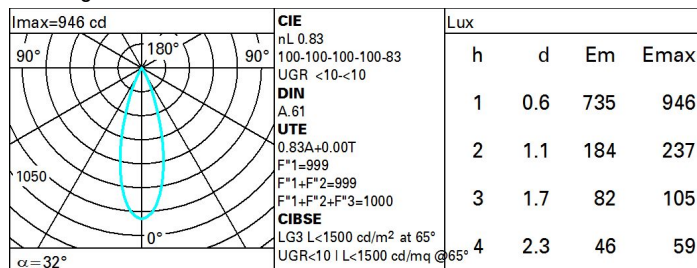 Imax=946 cd
90° 180° 90°
1050
0°
α=32°
CIE
nL 0.83
100-100-100-100-83
UGR <10-<10
DIN
A.61
UTE
0.83A+0.00T
F"1=999
F"1+F"2=999
F"1+F"2+F"3=1000
CIBSE
LG3 L<1500 cd/m² at 65°
UGR<10 | L<1500 cd/mq @65°
Lux
h d Em Emax
1 0.6 735 946
2 1.1 184 237
3 1.7 82 105
4 2.3 46 59